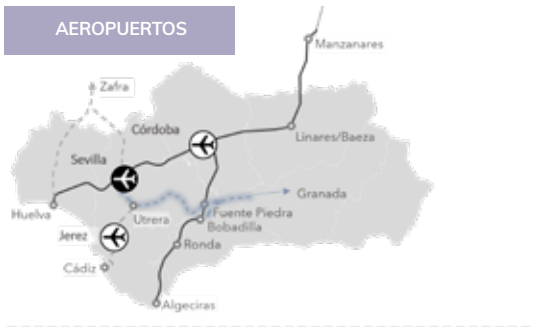 AEROPUERTOS
Manzanares
Zafra
Córdoba
Linares/Baeza
Sevilla
Granada
Huelva
Utrera
Fuente Piedra
Bobadilla
Jerez
Ronda
Cádiz
Algeciras